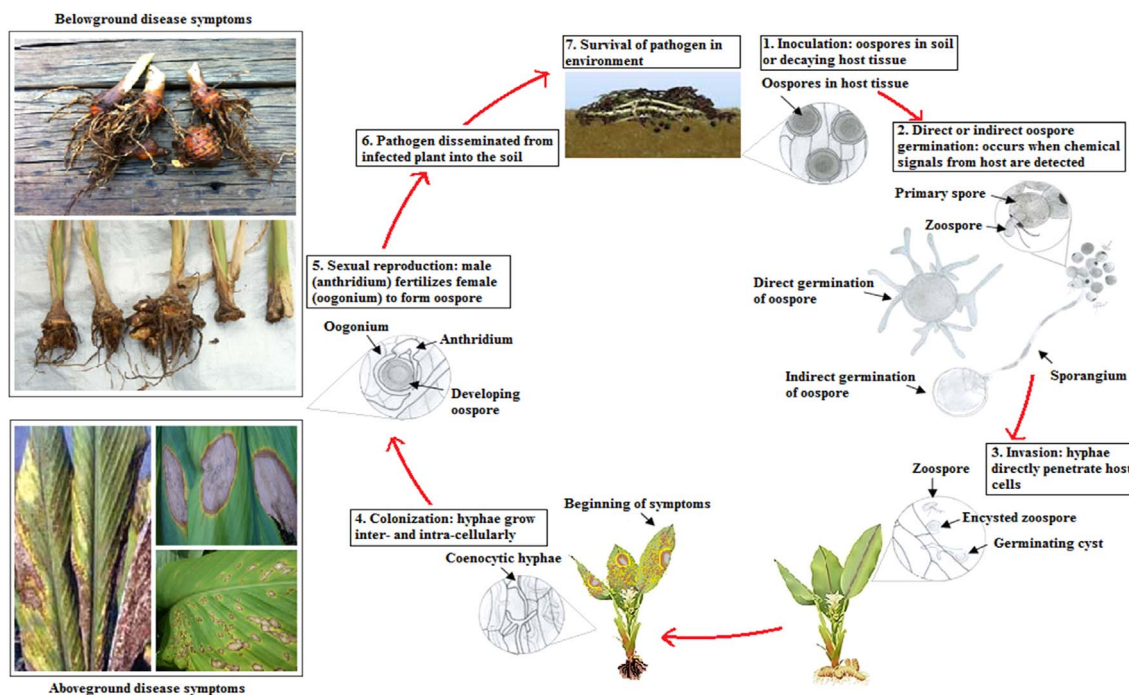 Belowground disease symptoms
7. Survival of pathogen in
environment
1. Inoculation: oospores in soil
or decaying host tissue
Oospores in host tissue
6. Pathogen disseminated from
infected plant into the soil
2. Direct or indirect oospore
germination: occurs when chemical
signals from host are detected
Primary spore
Zoospore
5. Sexual reproduction: male
(anthridium) fertilizes female
(oogonium) to form oospore
Direct germination
of oospore
Oogonium
Anthridium
Developing
oospore
Indirect germination
of oospore
Sporangium
3. Invasion: hyphae
directly penetrate host
cells
Zoospore
Encysted zoospore
Germinating cyst
Beginning of symptoms
4. Colonization: hyphae grow
inter- and intra-cellularly
Coenocytic hyphae
Aboveground disease symptoms